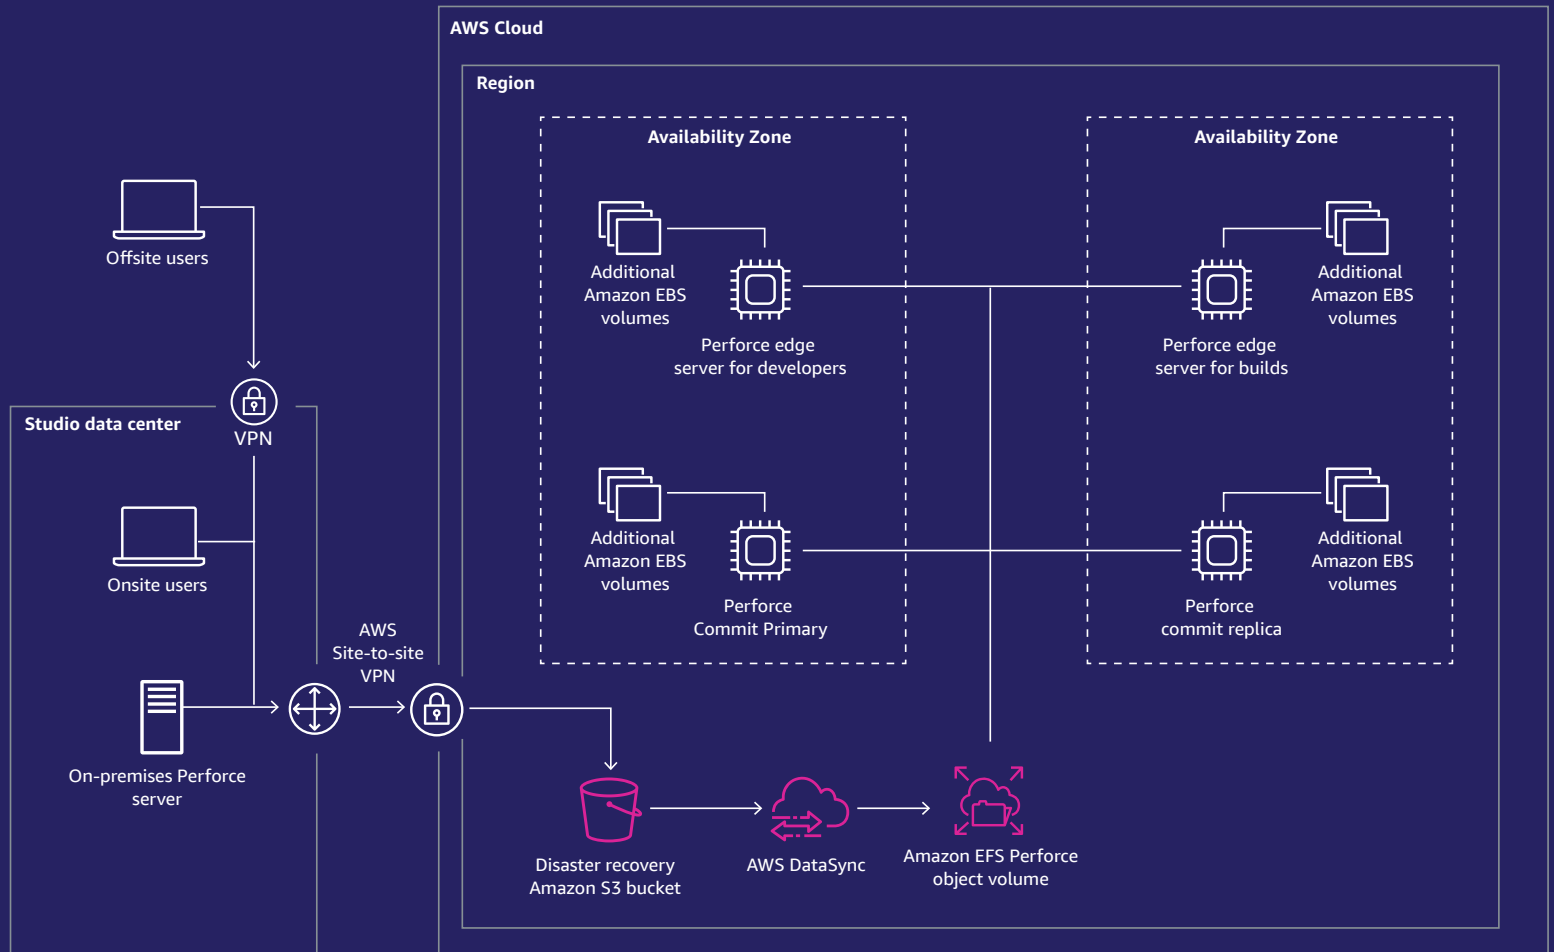 AWS Cloud
Region
Availability Zone
Availability Zone
Offsite users
Additional
Amazon EBS
volumes
Perforce edge
server for developers
Perforce edge
server for builds
Additional
Amazon EBS
volumes
VPN
Studio data center
Onsite users
Additional
Amazon EBS
volumes
Perforce
Commit Primary
Perforce
commit replica
Additional
Amazon EBS
volumes
AWS
Site-to-site
VPN
On-premises Perforce
server
Disaster recovery
Amazon S3 bucket
AWS DataSync
Amazon EFS Perforce
object volume